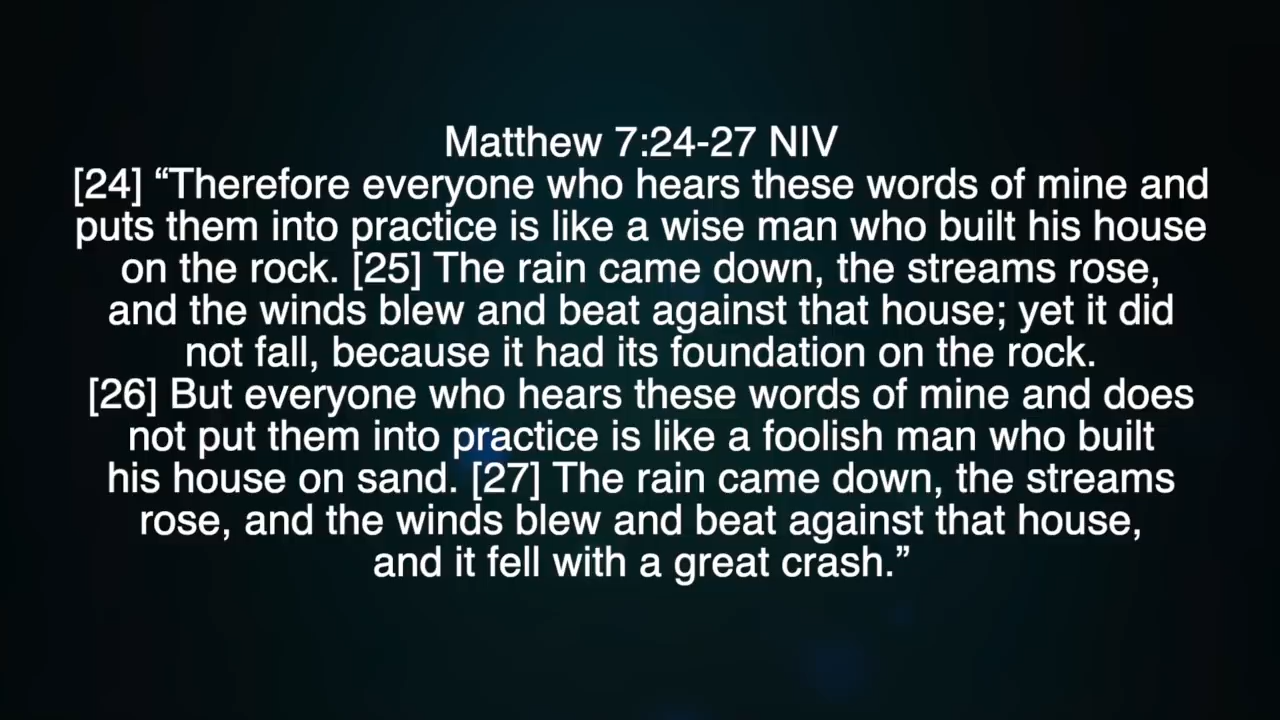 Matthew 7:24-27 NIV
[24] “Therefore everyone who hears these words of mine and
puts them into practice is like a wise man who built his house
on the rock. [25] The rain came down, the streams rose,
and the winds blew and beat against that house; yet it did
not fall, because it had its foundation on the rock.
[26] But everyone who hears these words of mine and does
not put them into practice is like a foolish man who built
his house on sand. [27] The rain came down, the streams
rose, and the winds blew and beat against that house,
and it fell with a great crash.”